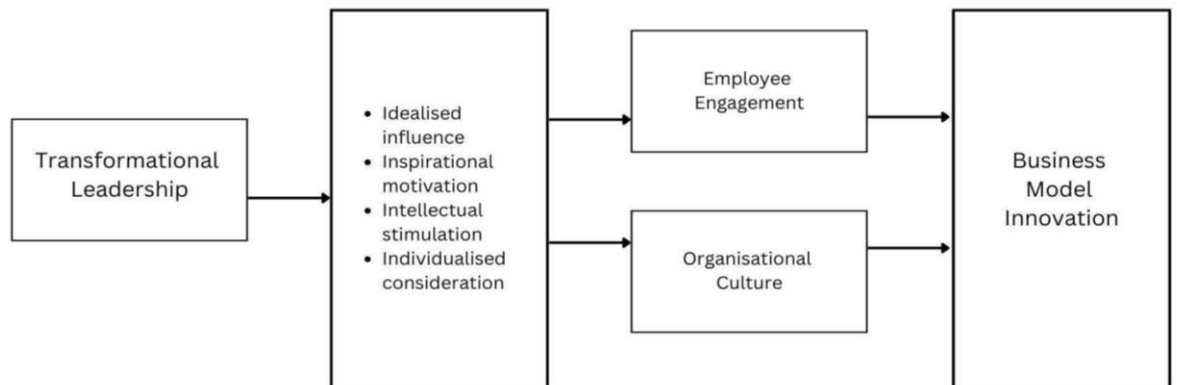 Transformational
Leadership
• Idealised
influence
• Inspirational
motivation
• Intellectual
stimulation
• Individualised
consideration
Employee
Engagement
Organisational
Culture
Business
Model
Innovation